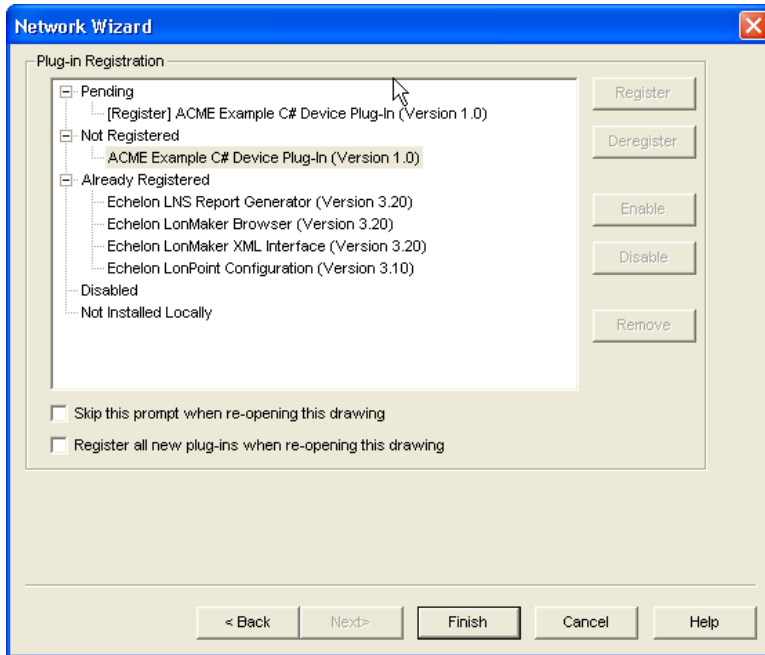 Network Wizard
Plug-in Registration
Pending
[Register] ACME Example C# Device Plug-In (Version 1.0)
Not Registered
ACME Example C# Device Plug-In (Version 1.0)
Already Registered
Echelon LNS Report Generator (Version 3.20)
Echelon LonMaker Browser (Version 3.20)
Echelon LonMaker XML Interface (Version 3.20)
Echelon LonPoint Configuration (Version 3.10)
Disabled
Not Installed Locally
Register
Deregister
Enable
Disable
Remove
Skip this prompt when re-opening this drawing
Register all new plug-ins when re-opening this drawing
< Back Next> Finish Cancel Help